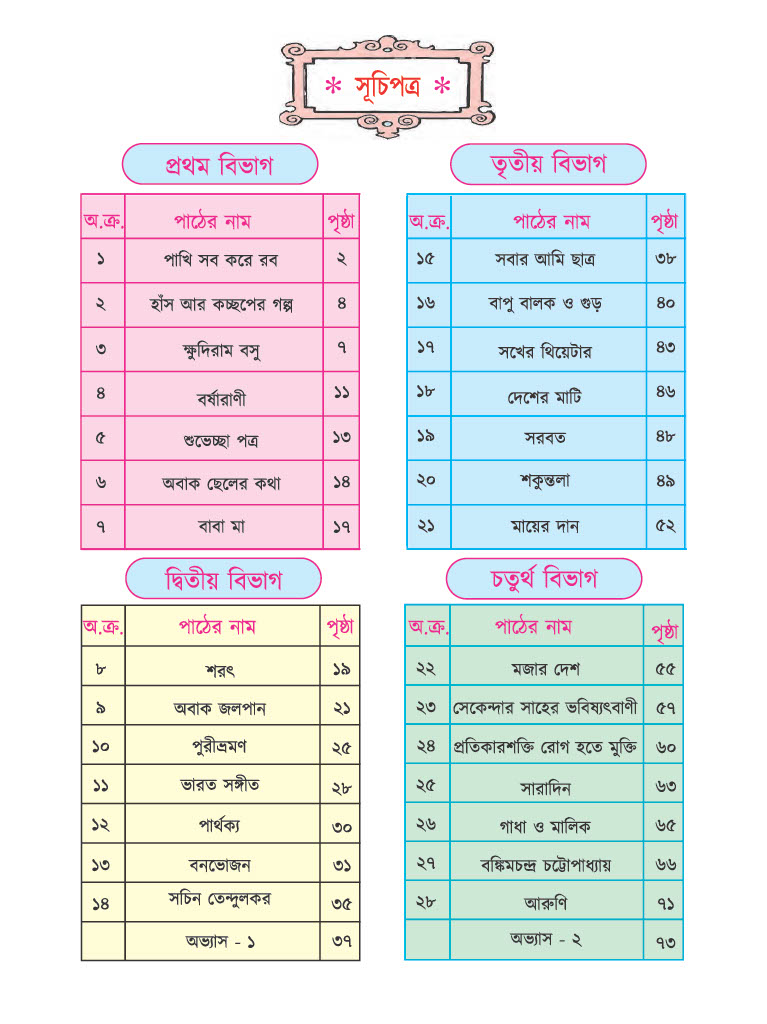 * সূচিপত্র *
প্রথম বিভাগ
অ.ক্র. পাঠের নাম পৃষ্ঠা
১ পাখি সব করে রব ২
২ হাঁস আর কচ্ছপের গল্প ৪
৩ ক্ষুদিরাম বসু ৭
৪ বর্ষারাণী ১১
৫ শুভেচ্ছা পত্র ১৩
৬ অবাক ছেলের কথা ১৪
৭ বাবা মা ১৭
দ্বিতীয় বিভাগ
অ.ক্র. পাঠের নাম পৃষ্ঠা
৮ শরৎ ১৯
৯ অবাক জলপান ২১
১০ পুরীভ্রমণ ২৫
১১ ভারত সঙ্গীত ২৮
১২ পার্থক্য ৩০
১৩ বনভোজন ৩১
১৪ সচিন তেন্দুলকর ৩৫
অভ্যাস - ১ ৩৭
তৃতীয় বিভাগ
অ.ক্র. পাঠের নাম পৃষ্ঠা
১৫ সবার আমি ছাত্র ৩৮
১৬ বাপু বালক ও গুড় ৪০
১৭ সখের থিয়েটার ৪৩
১৮ দেশের মাটি ৪৬
১৯ সরবত ৪৮
২০ শকুন্তলা ৪৯
২১ মায়ের দান ৫২
চতুর্থ বিভাগ
অ.ক্র. পাঠের নাম পৃষ্ঠা
২২ মজার দেশ ৫৫
২৩ সেকেন্দার সাহের ভবিষ্যৎবাণী ৫৭
২৪ প্রতিকারশক্তি রোগ হতে মুক্তি ৬০
২৫ সারাদিন ৬৩
২৬ গাধা ও মালিক ৬৫
২৭ বঙ্কিমচন্দ্র চট্টোপাধ্যায় ৬৬
২৮ আরুণি ৭১
অভ্যাস - ২ ৭৩